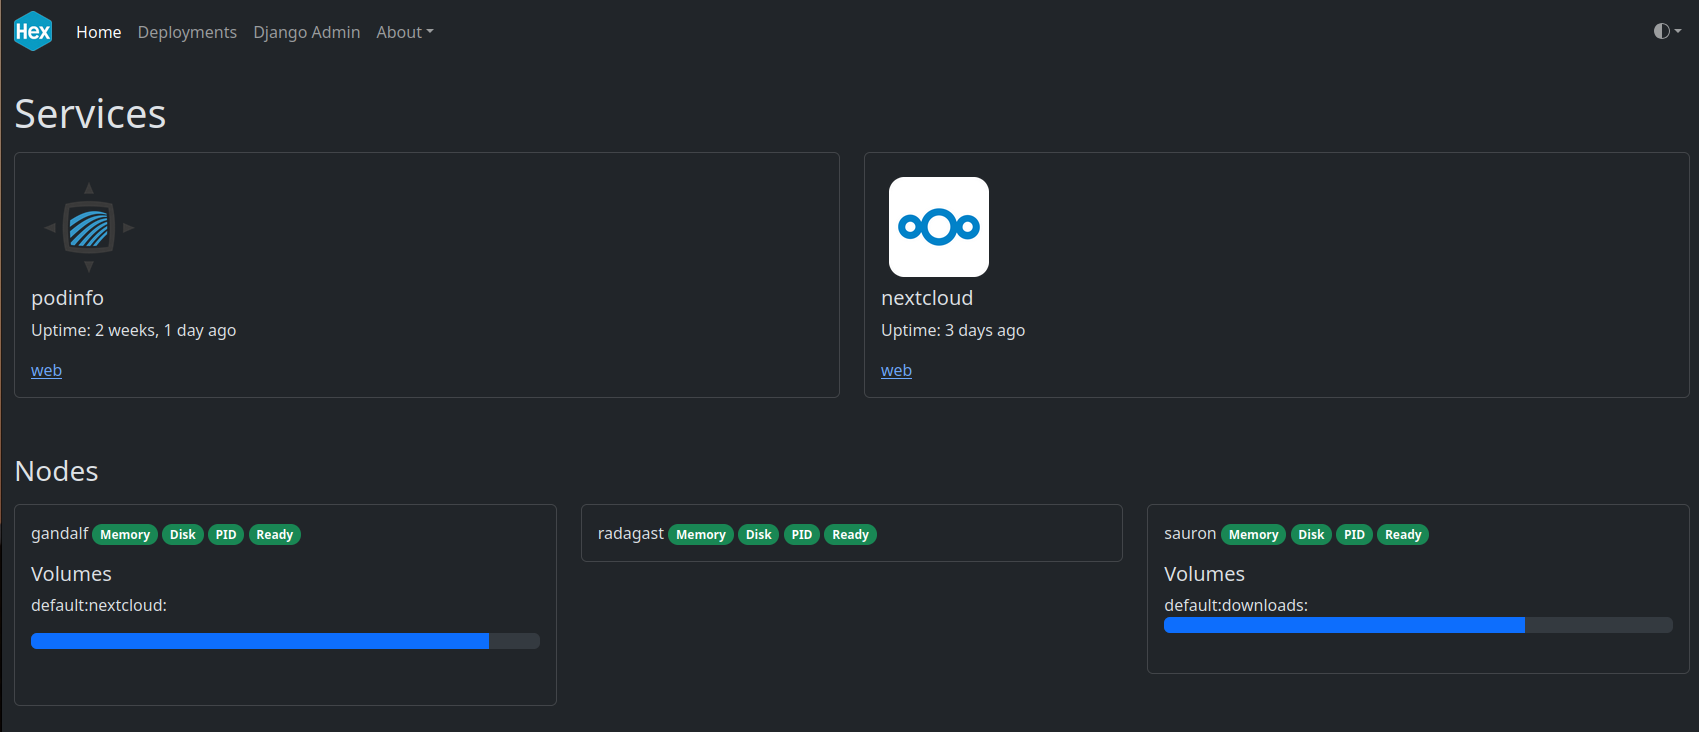 Hex Home Deployments Django Admin About
Services
podinfo
Uptime: 2 weeks, 1 day ago
web
nextcloud
Uptime: 3 days ago
web
Nodes
gandalf Memory Disk PID Ready
Volumes
default:nextcloud:
radagast Memory Disk PID Ready
sauron Memory Disk PID Ready
Volumes
default:downloads: